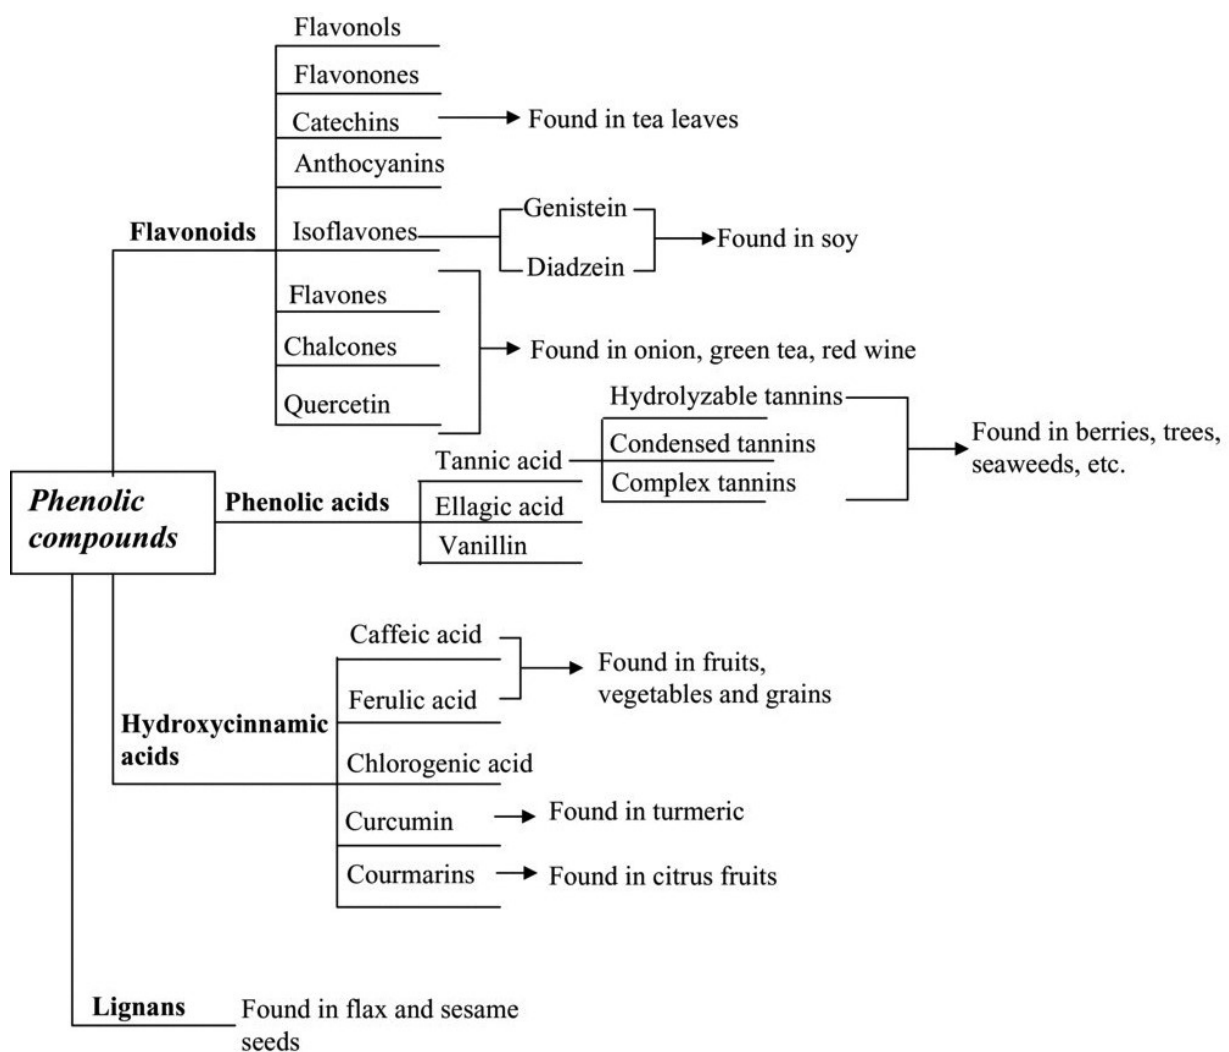 Flavonols
Flavonones
Catechins
Found in tea leaves
Anthocyanins
Flavonoids
Isoflavones
Genistein
Diadzein
Found in soy
Flavones
Chalcones
Quercetin
Found in onion, green tea, red wine
Phenolic
compounds
Phenolic acids
Tannic acid
Hydrolyzable tannins
Condensed tannins
Complex tannins
Found in berries, trees,
seaweeds, etc.
Ellagic acid
Vanillin
Hydroxycinnamic
acids
Caffeic acid
Ferulic acid
Found in fruits,
vegetables and grains
Chlorogenic acid
Curcumin
Found in turmeric
Courmarins
Found in citrus fruits
Lignans
Found in flax and sesame
seeds